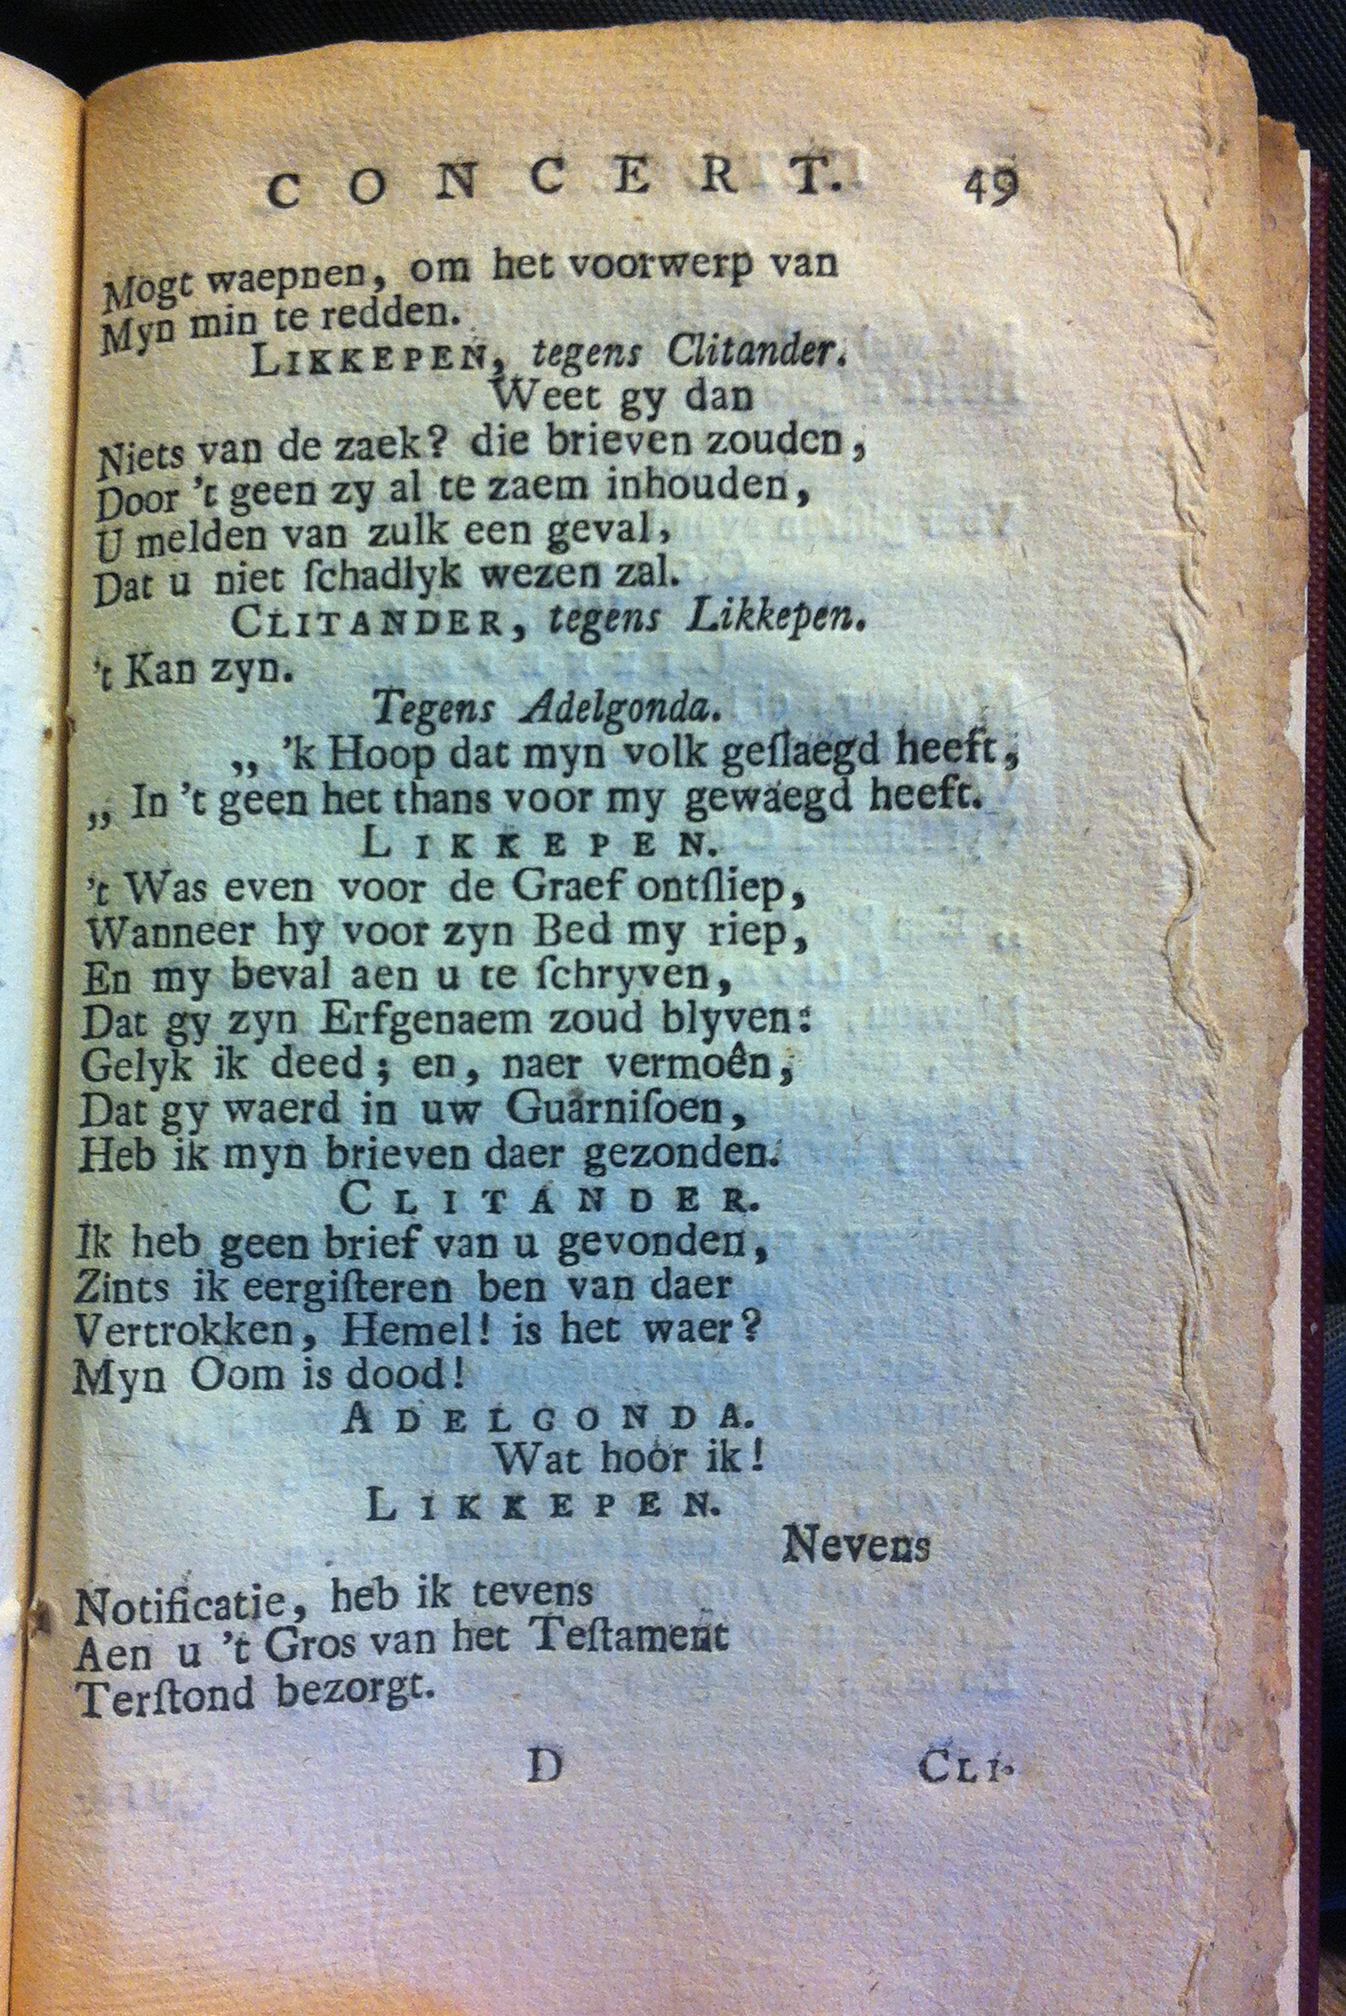 CONCERT. 49
Mogt waepnen, om het voorwerp van
Myn min te redden.
LIKKEPEN, tegens Clitander.
Weet gy dan
Niets van de zaek? die brieven zouden,
Door 't geen zy al te zaem inhouden,
U melden van zulk een geval,
Dat u niet ſchadlyk wezen zal.
CLITANDER, tegens Likkepen.
't Kan zyn.
Tegens Adelgonda.
„ 'k Hoop dat myn volk geſlaegd heeft,
„ In 't geen het thans voor my gewaegd heeft.
LIKKEPEN.
't Was even voor de Graef ontſliep,
Wanneer hy voor zyn Bed my riep,
En my beval aen u te ſchryven,
Dat gy zyn Erfgenaem zoud blyven:
Gelyk ik deed; en, naer vermoên,
Dat gy waerd in uw Guarniſoen,
Heb ik myn brieven daer gezonden.
CLITANDER.
Ik heb geen brief van u gevonden,
Zints ik eergiſteren ben van daer
Vertrokken, Hemel! is het waer?
Myn Oom is dood!
ADELGONDA.
Wat hoor ik!
LIKKEPEN.
Nevens
Notificatie, heb ik tevens
Aen u 't Gros van het Teſtament
Terſtond bezorgt.
D CLI-